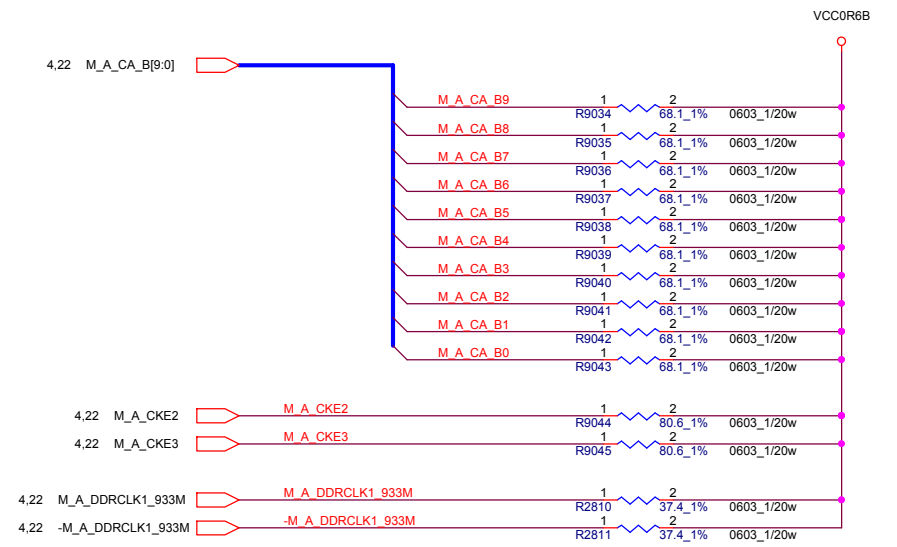 VCC0R6B
4,22 M_A_CA_B[9:0]
M_A_CA_B9 1 2
R9034 68.1_1% 0603_1/20w
M_A_CA_B8 1 2
R9035 68.1_1% 0603_1/20w
M_A_CA_B7 1 2
R9036 68.1_1% 0603_1/20w
M_A_CA_B6 1 2
R9037 68.1_1% 0603_1/20w
M_A_CA_B5 1 2
R9038 68.1_1% 0603_1/20w
M_A_CA_B4 1 2
R9039 68.1_1% 0603_1/20w
M_A_CA_B3 1 2
R9040 68.1_1% 0603_1/20w
M_A_CA_B2 1 2
R9041 68.1_1% 0603_1/20w
M_A_CA_B1 1 2
R9042 68.1_1% 0603_1/20w
M_A_CA_B0 1 2
R9043 68.1_1% 0603_1/20w
4,22 M_A_CKE2 M_A_CKE2 1 2
R9044 80.6_1% 0603_1/20w
4,22 M_A_CKE3 M_A_CKE3 1 2
R9045 80.6_1% 0603_1/20w
4,22 M_A_DDRCLK1_933M M_A_DDRCLK1_933M 1 2
R2810 37.4_1% 0603_1/20w
4,22 -M_A_DDRCLK1_933M -M_A_DDRCLK1_933M 1 2
R2811 37.4_1% 0603_1/20w